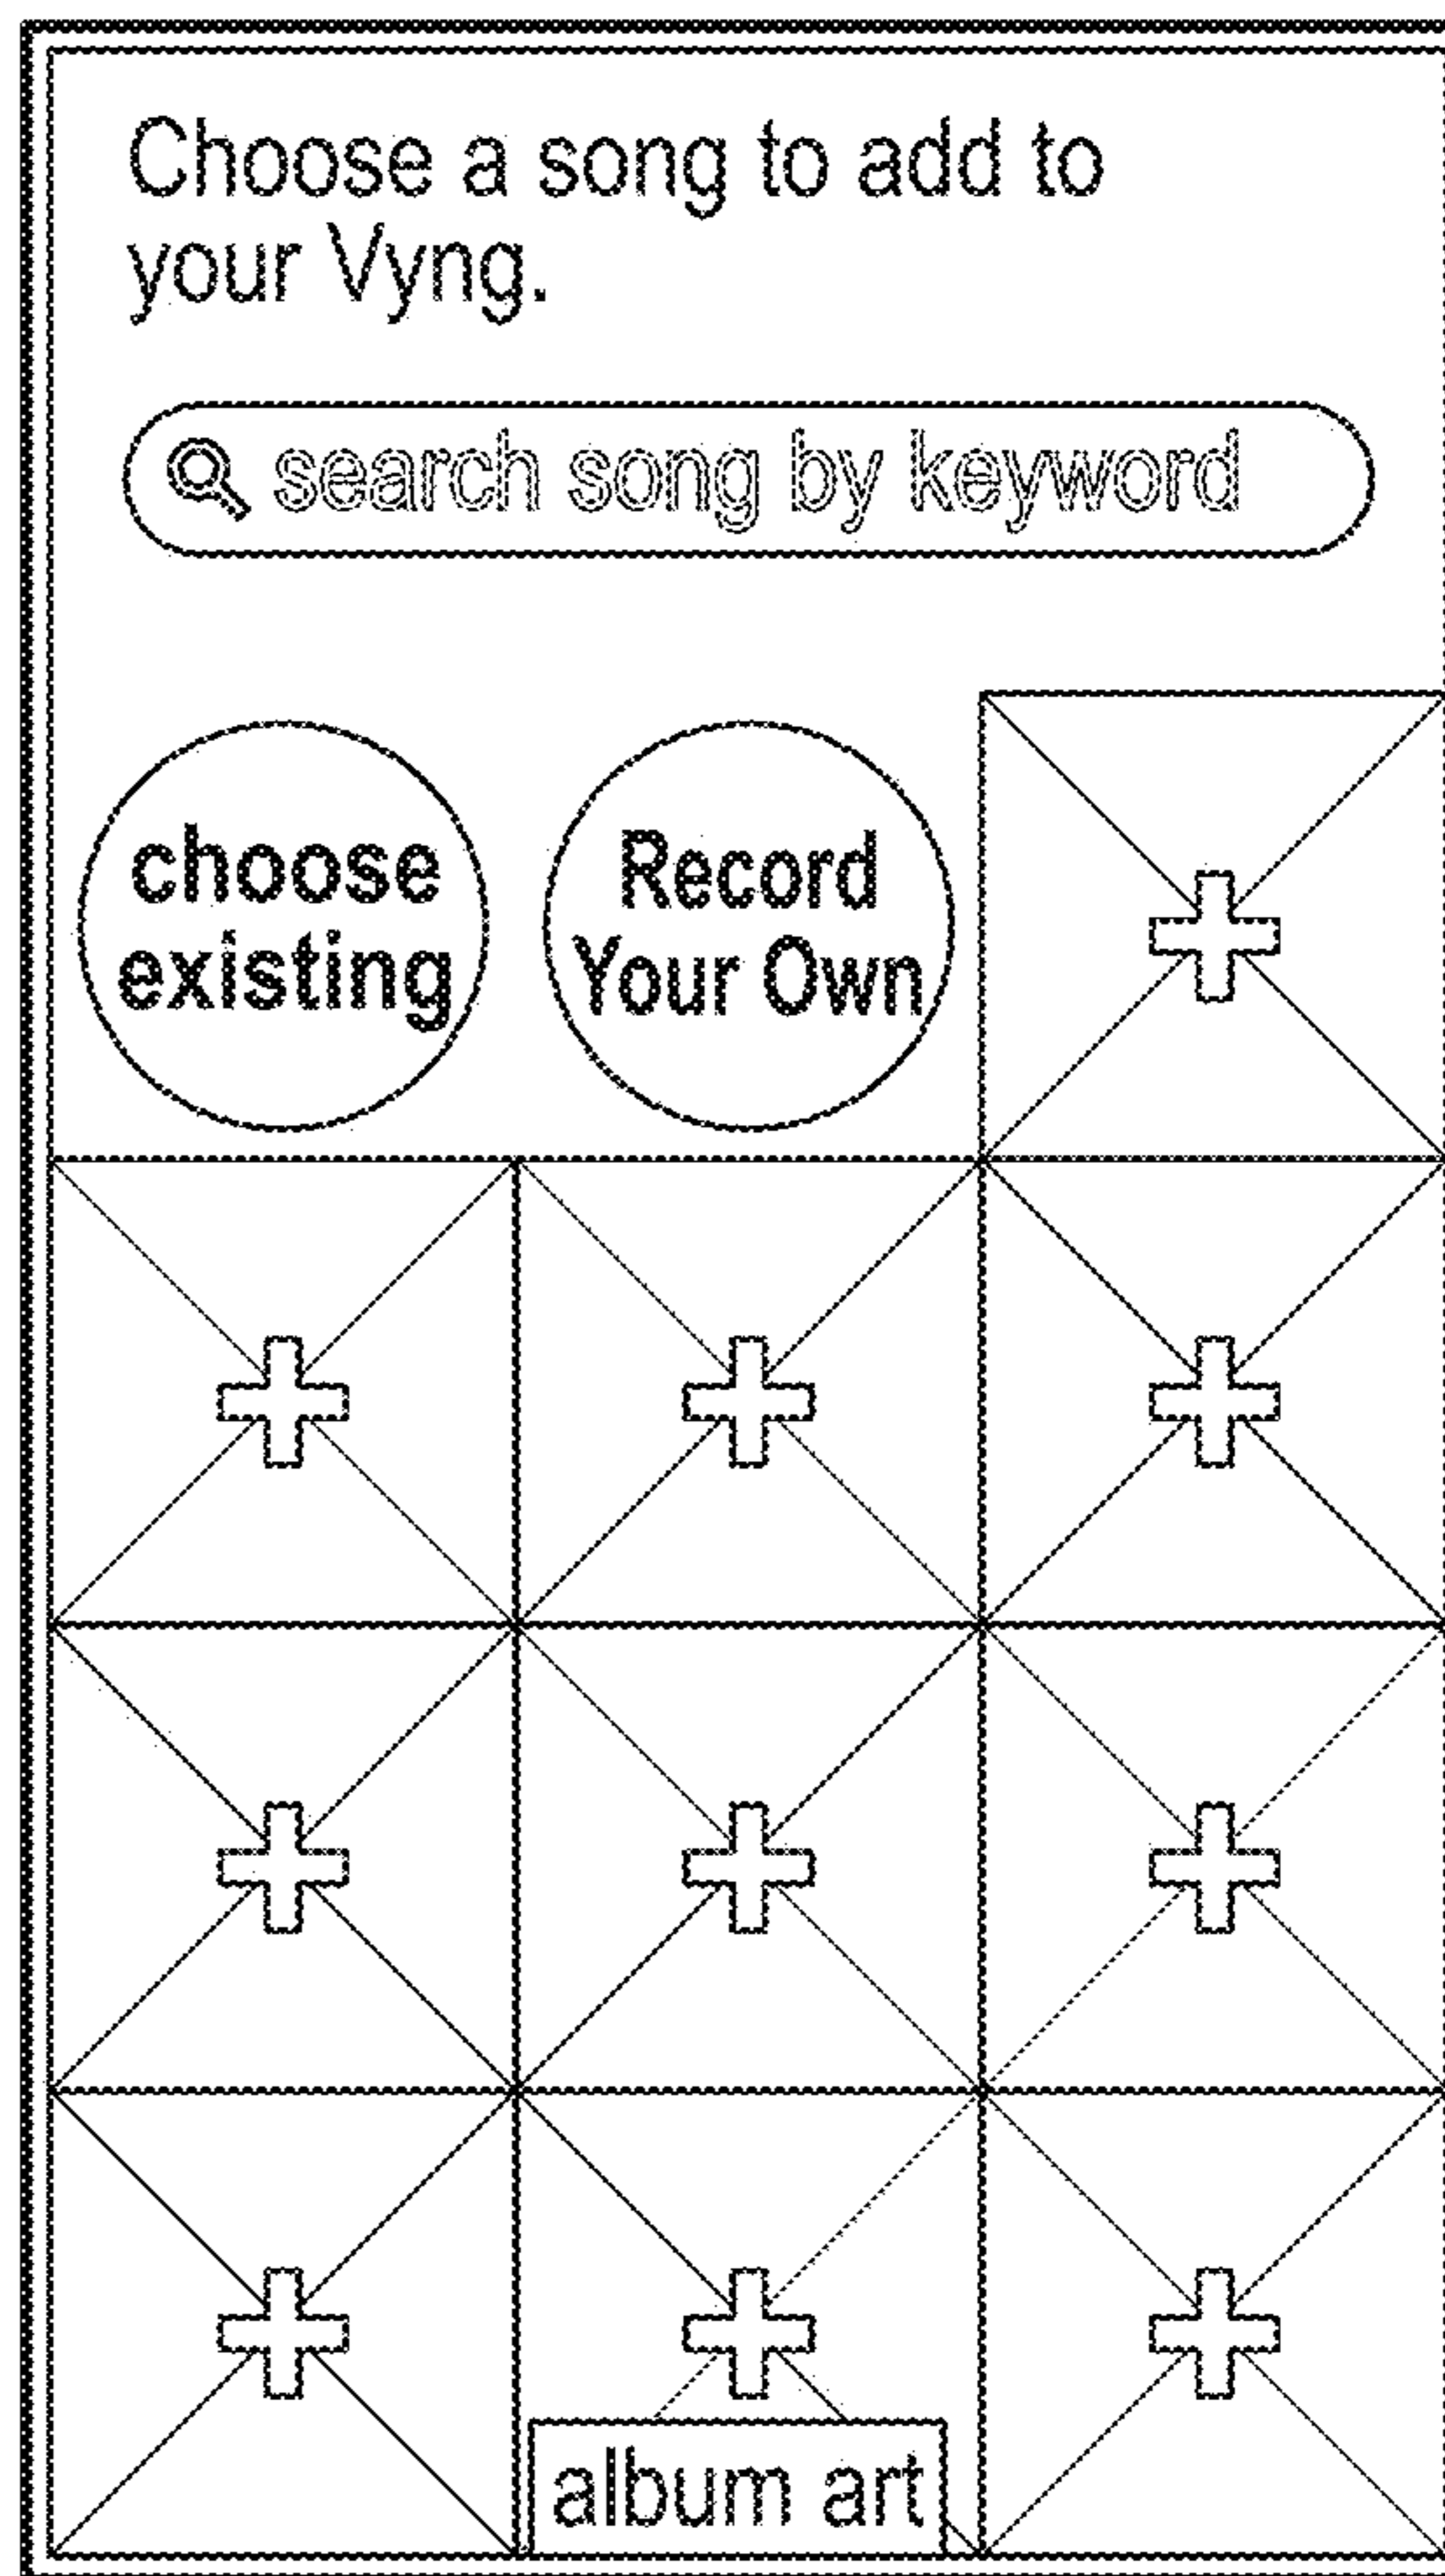 Choose a song to add to
your Vyng.
search song by keyword
choose
existing
Record
Your Own
album art